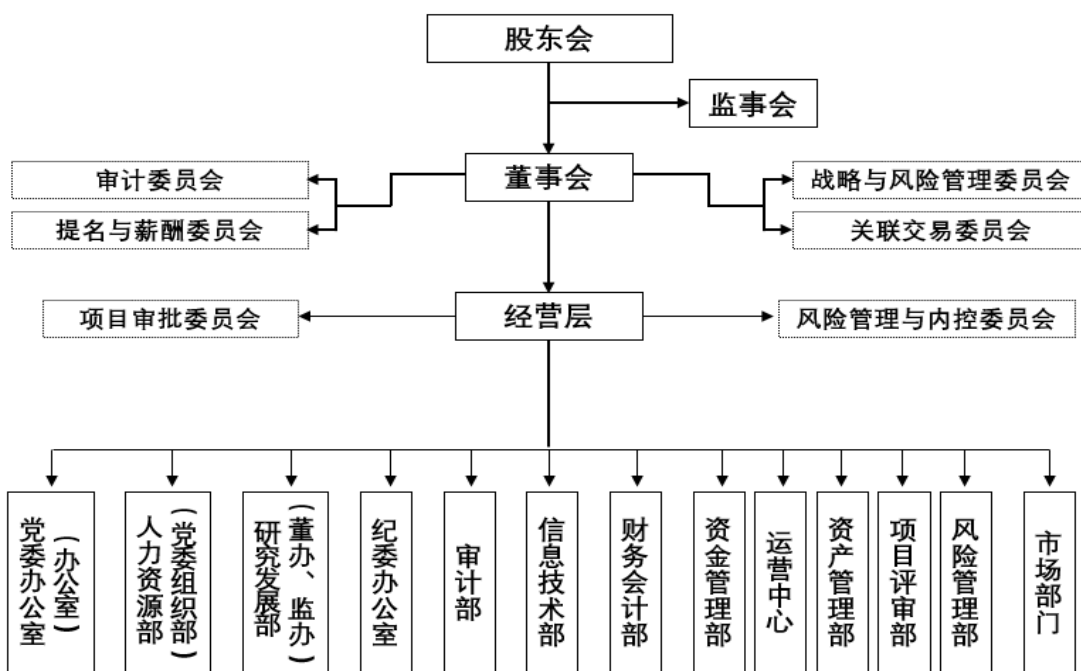 股东会
监事会
董事会
审计委员会
提名与薪酬委员会
战略与风险管理委员会
关联交易委员会
经营层
项目审批委员会
风险管理与内控委员会
党委办公室
(办公室)
人力资源部
(党委组织部)
研究发展部
(董办、监办)
纪委办公室
审计部
信息技术部
财务会计部
资金管理部
运营中心
资产管理部
项目评审部
风险管理部
市场部门